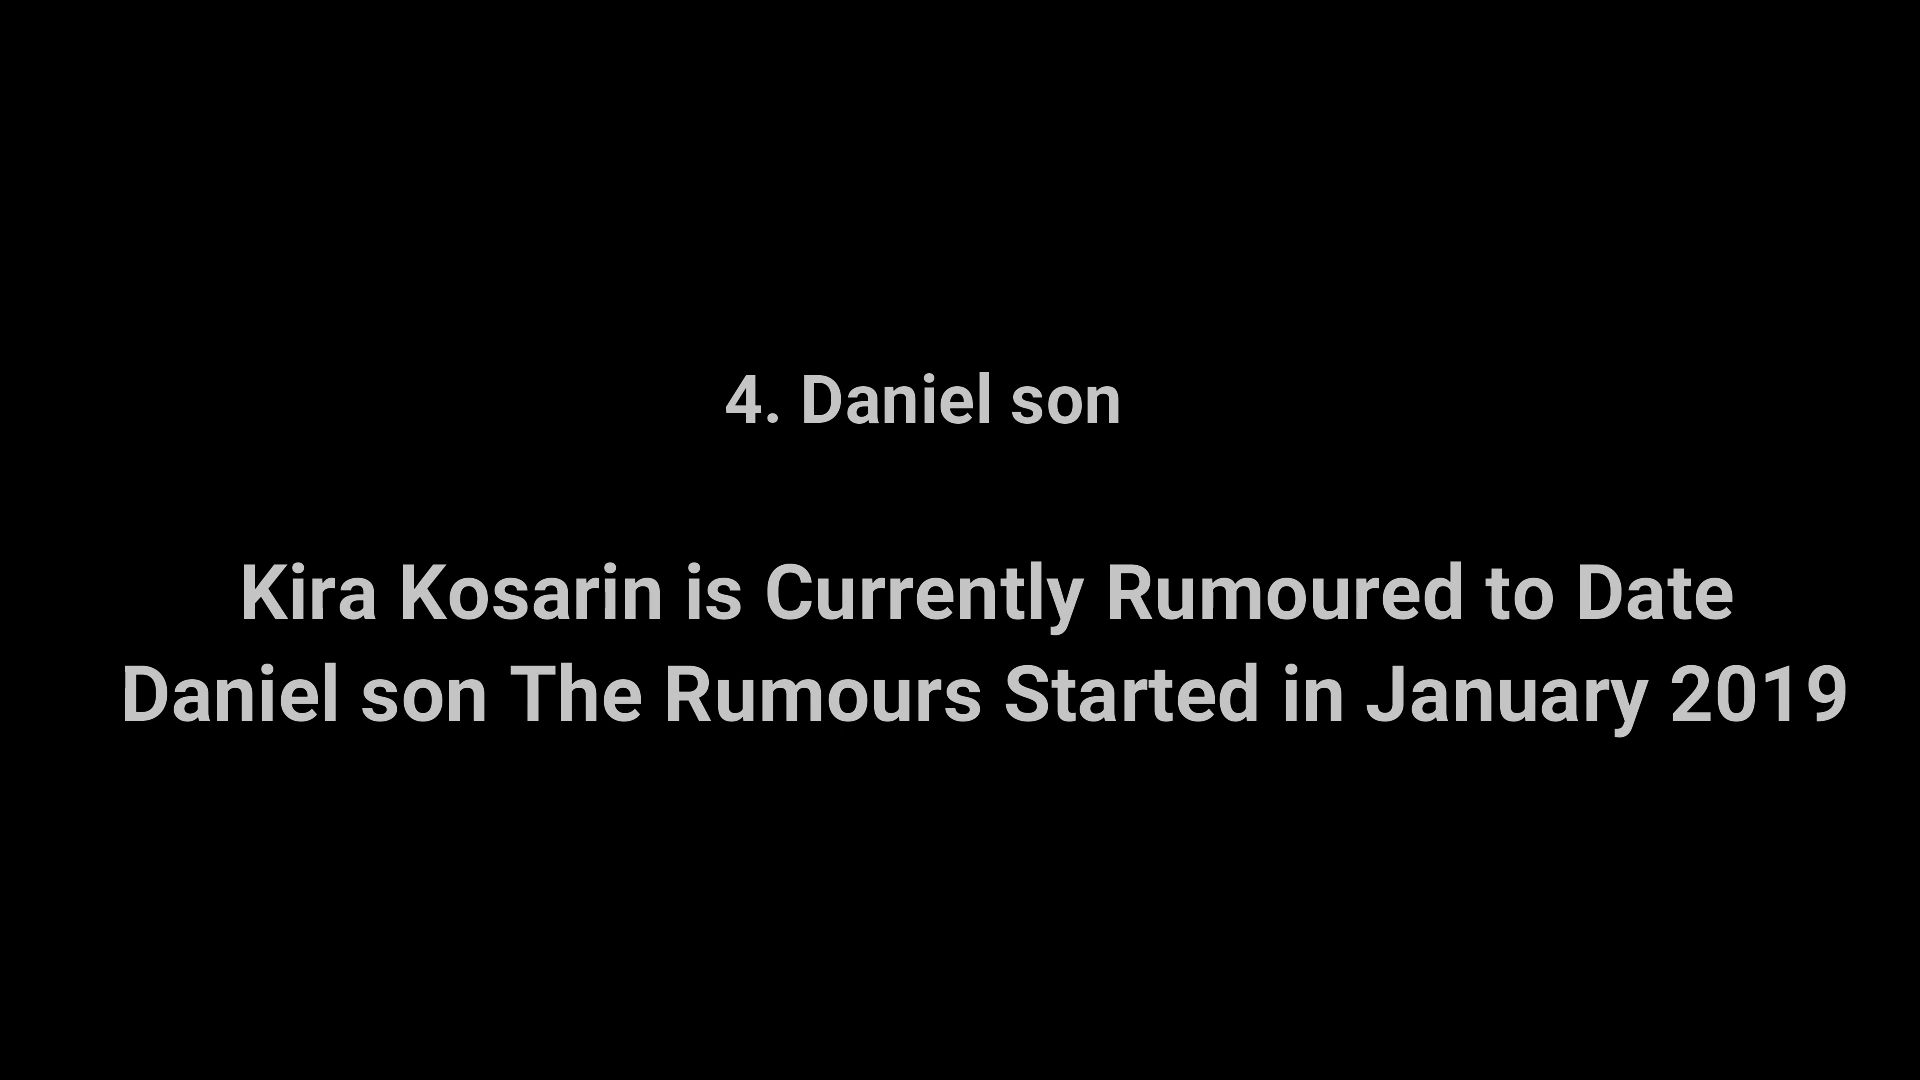 4. Daniel son
Kira Kosarin is Currently Rumoured to Date
Daniel son The Rumours Started in January 2019